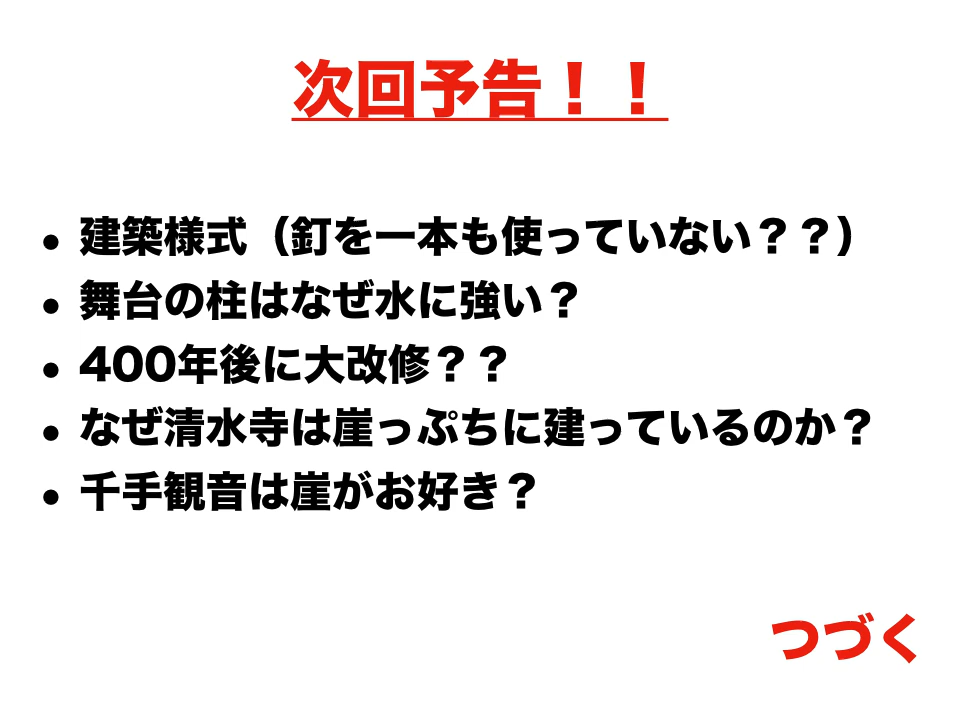 次回予告！！
• 建築様式（釘を一本も使っていない？？）
• 舞台の柱はなぜ水に強い？
• 400年後に大改修？？
• なぜ清水寺は崖っぷちに建っているのか？
• 千手観音は崖がお好き？
つづく